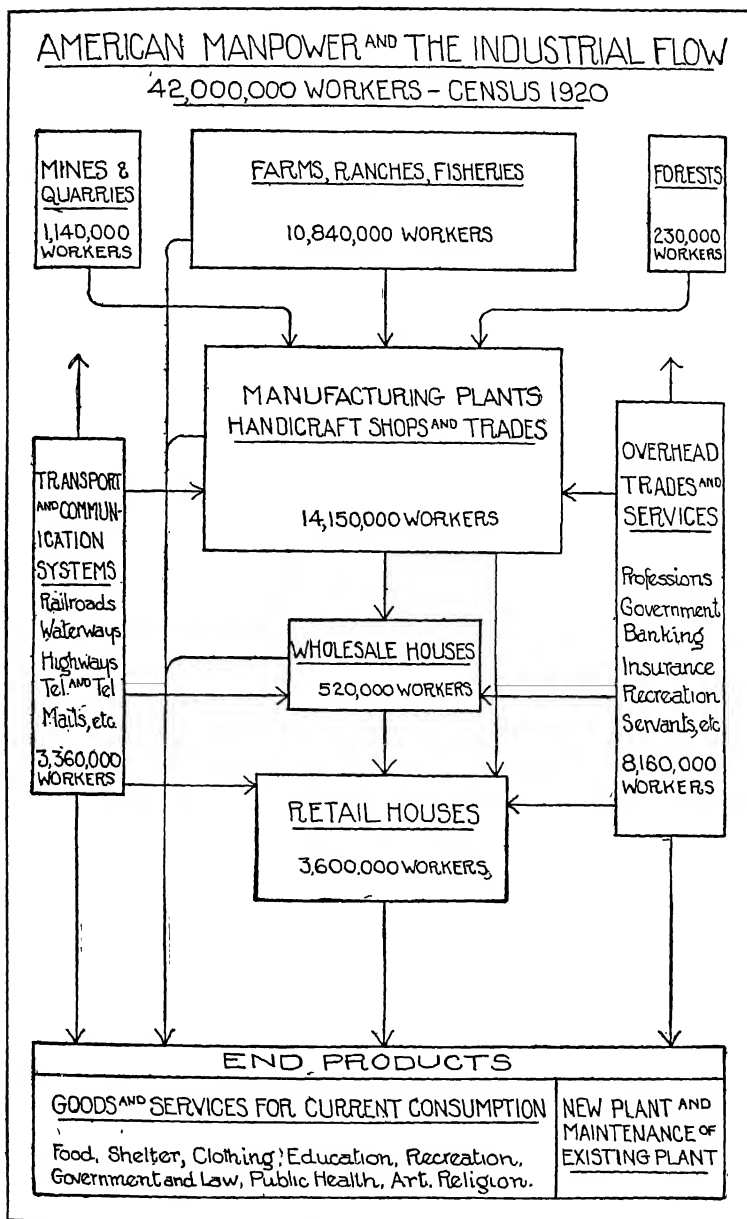 AMERICAN MANPOWER AND THE INDUSTRIAL FLOW
42,000,000 WORKERS – CENSUS 1920
MINES &
QUARRIES
1,140,000
WORKERS
FARMS, RANCHES, FISHERIES
10,840,000 WORKERS
FORESTS
230,000
WORKERS
MANUFACTURING PLANTS
HANDICRAFT SHOPS AND TRADES
14,150,000 WORKERS
TRANSPORT
AND COMMUN-
ICATION
SYSTEMS
Railroads
Waterways
Highways
Tel. AND Tel
Mails, etc.
3,360,000
WORKERS
OVERHEAD
TRADES AND
SERVICES
Professions
Government
Banking
Insurance
Recreation
Servants, etc
8,160,000
WORKERS
WHOLESALE HOUSES
520,000 WORKERS
RETAIL HOUSES
3,600,000 WORKERS,
END PRODUCTS
GOODS AND SERVICES FOR CURRENT CONSUMPTION
Food, Shelter, Clothing, Education, Recreation,
Government and Law, Public Health, Art. Religion.
NEW PLANT AND
MAINTENANCE OF
EXISTING PLANT